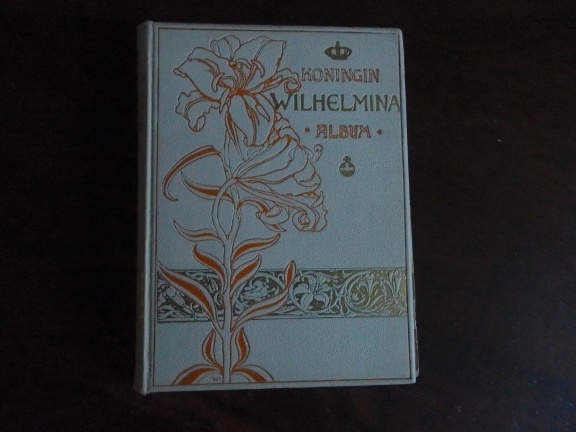 KONINGIN
WILHELMINA
• ALBUM •